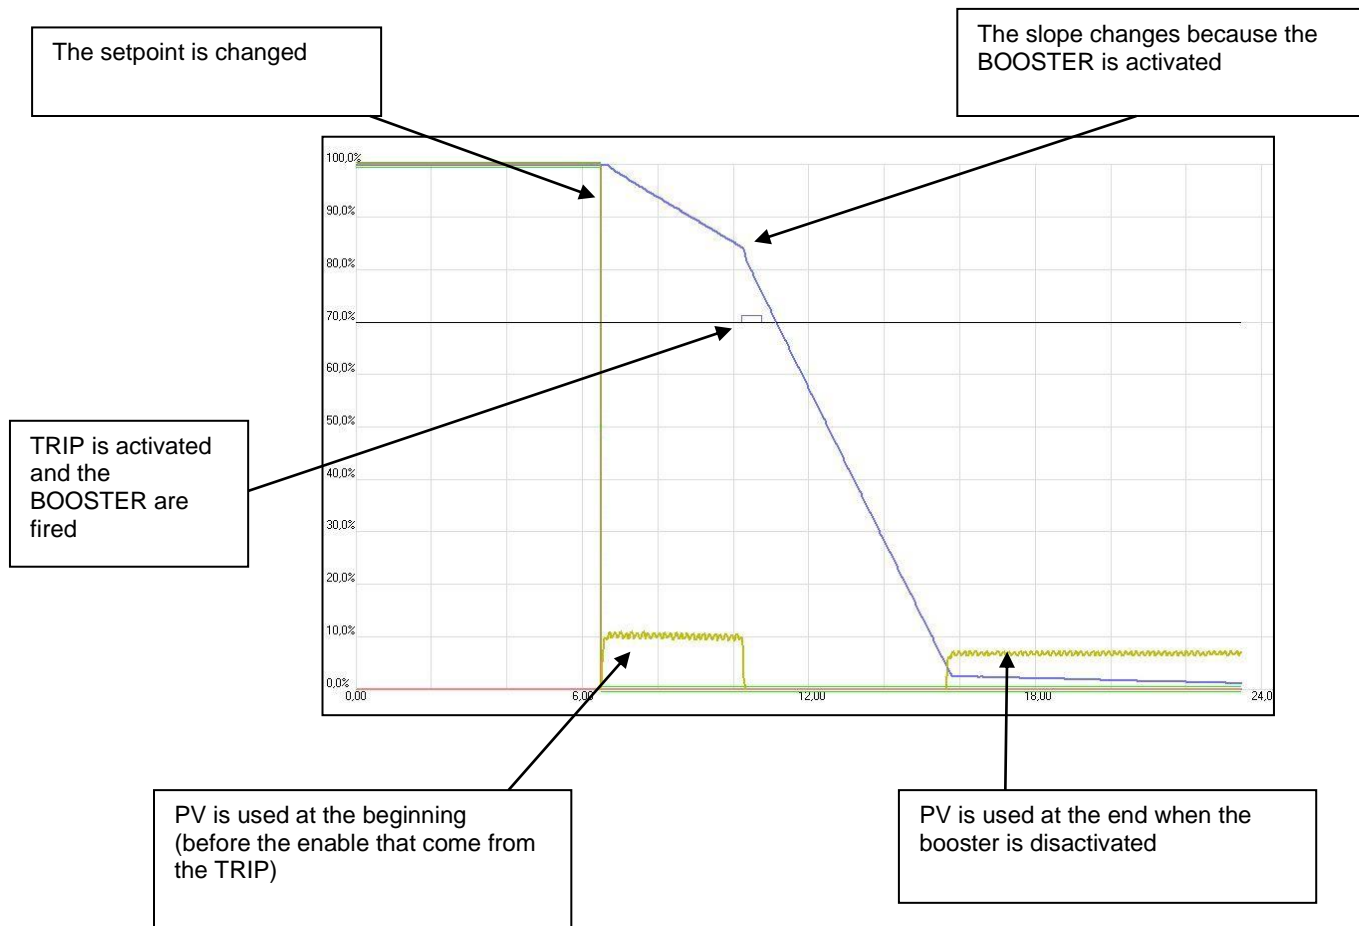 The setpoint is changed
The slope changes because the
BOOSTER is activated
100,0%
90,0%
80,0%
70,0%
60,0%
50,0%
40,0%
30,0%
20,0%
10,0%
0,0%
0,00
6,00
12,00
18,00
24,0
TRIP is activated
and the
BOOSTER are
fired
PV is used at the beginning
(before the enable that come from
the TRIP)
PV is used at the end when the
booster is disactivated